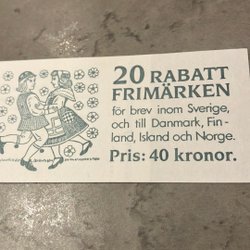 20 RABATT
FRIMÄRKEN
för brev inom Sverige,
och till Danmark, Fin-
land, Island och Norge.
Pris: 40 kronor.